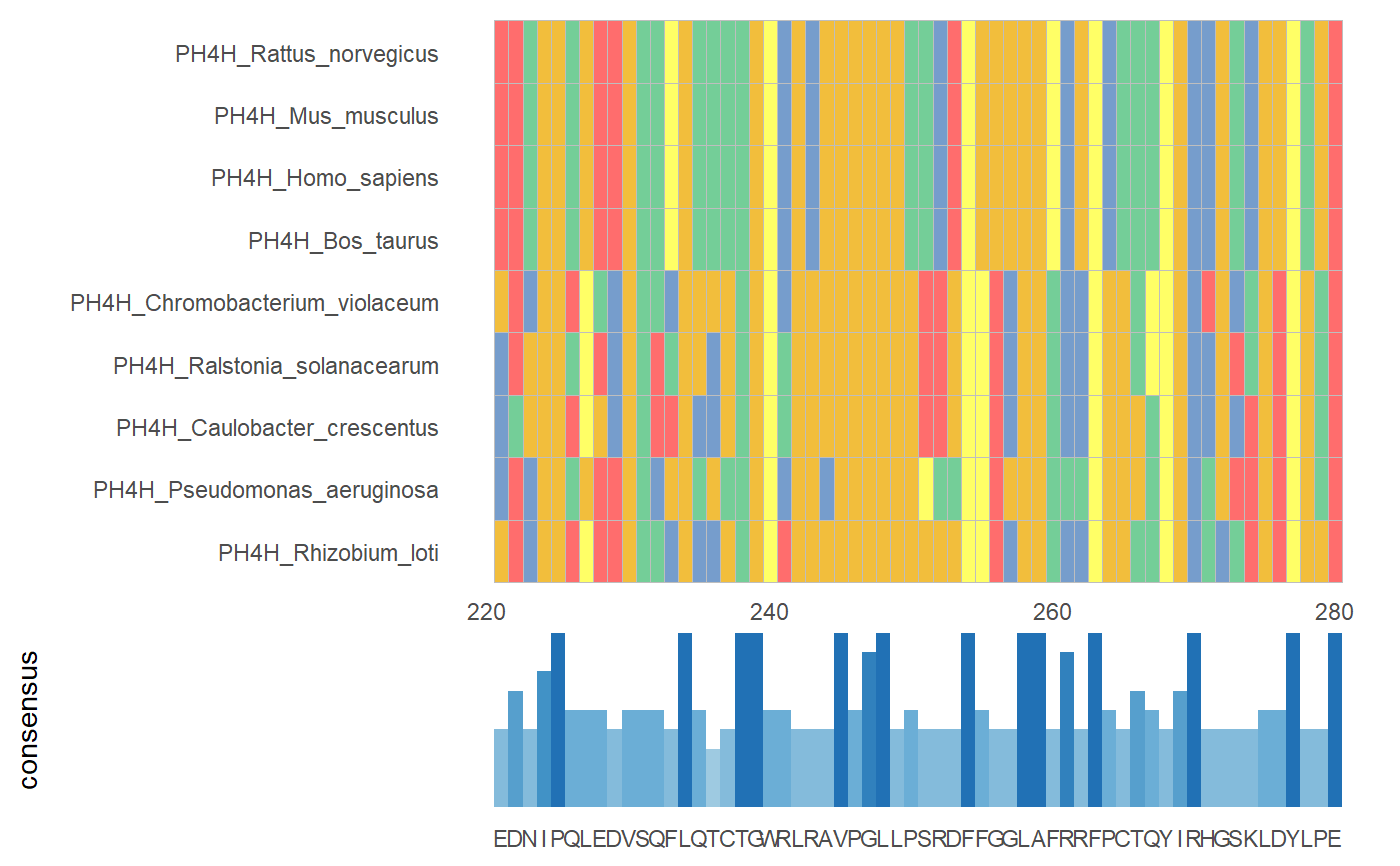 PH4H_Rattus_norvegicus
PH4H_Mus_musculus
PH4H_Homo_sapiens
PH4H_Bos_taurus
PH4H_Chromobacterium_violaceum
PH4H_Ralstonia_solanacearum
PH4H_Caulobacter_crescentus
PH4H_Pseudomonas_aeruginosa
PH4H_Rhizobium_loti
220 240 260 280
consensus
EDNIPQLEDVSQFLQTCTGWRLRAVPGLLPSRDFFGGLAFRRFPCTQYIRHGSKLDYLPE